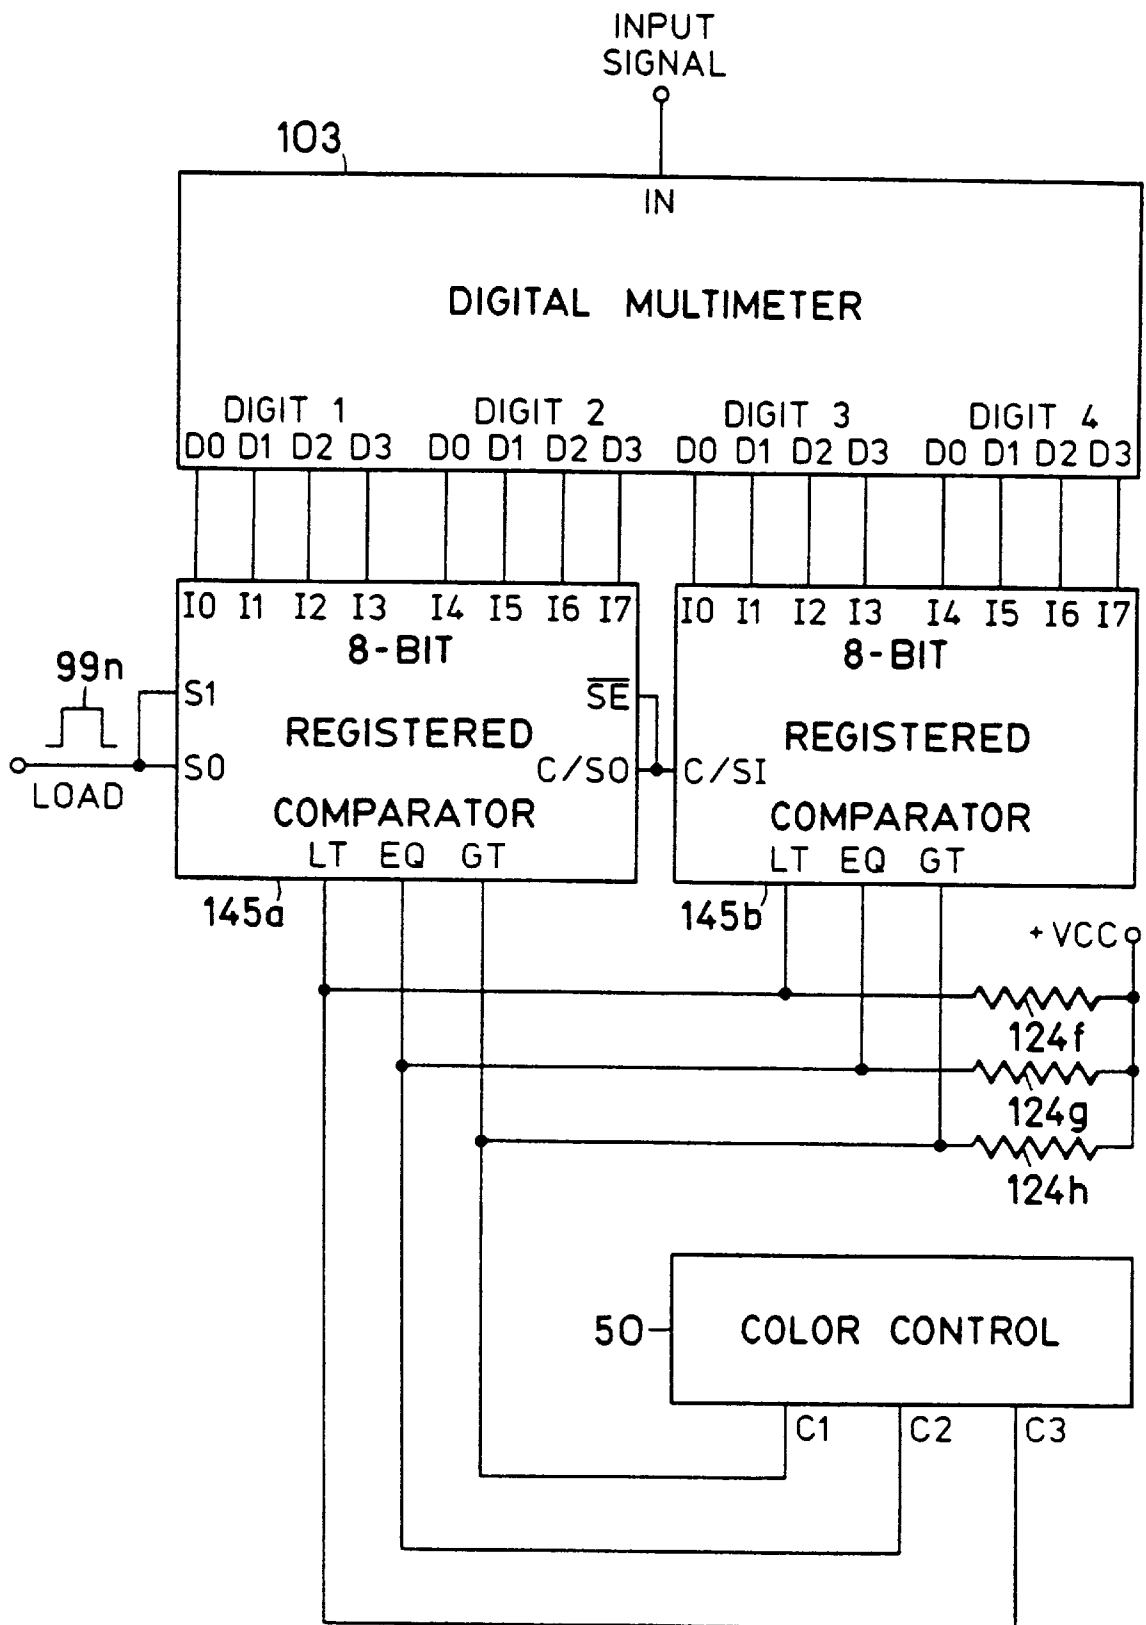 INPUT
SIGNAL
103
IN
DIGITAL MULTIMETER
DIGIT 1 DIGIT 2 DIGIT 3 DIGIT 4
D0 D1 D2 D3 D0 D1 D2 D3 D0 D1 D2 D3 D0 D1 D2 D3
I0 I1 I2 I3 I4 I5 I6 I7 I0 I1 I2 I3 I4 I5 I6 I7
8-BIT 8-BIT
99n
S1 SE
REGISTERED REGISTERED
S0 C/SO C/SI
LOAD
COMPARATOR COMPARATOR
LT EQ GT LT EQ GT
145a 145b
+VCC
124f
124g
124h
50 COLOR CONTROL
C1 C2 C3